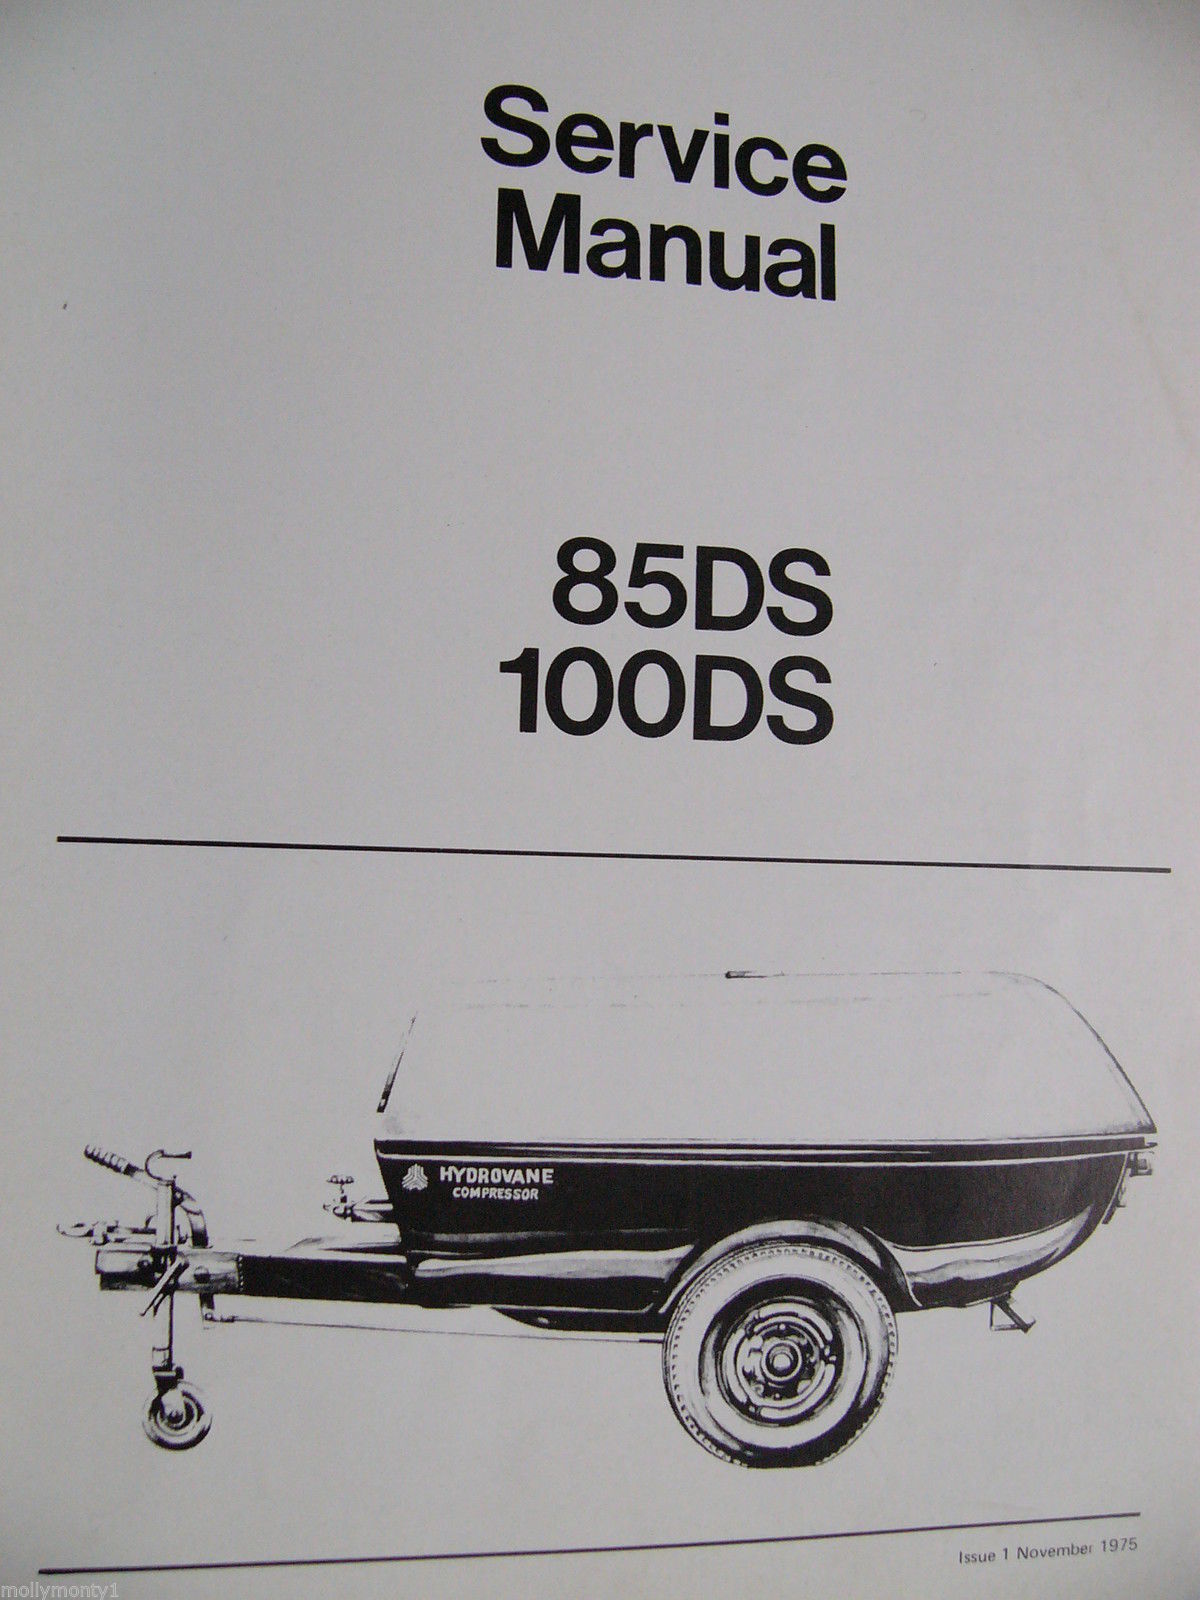 Service
Manual
85DS
100DS
HYDROVANE
COMPRESSOR
Issue 1 November 1975
mollymonty1